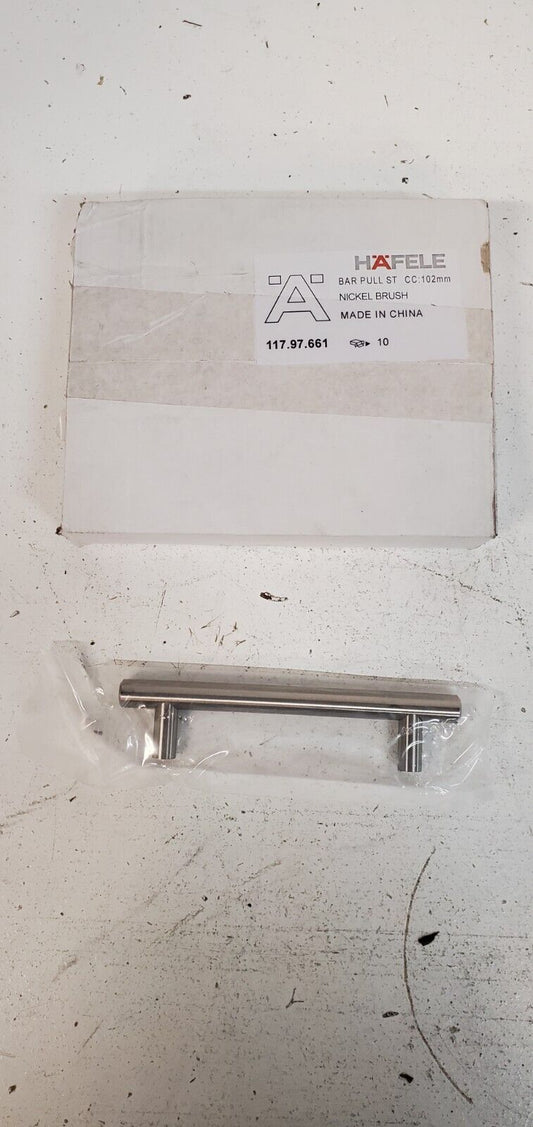 HÄFELE
Ä
BAR PULL ST CC:102mm
NICKEL BRUSH
MADE IN CHINA
117.97.661 10